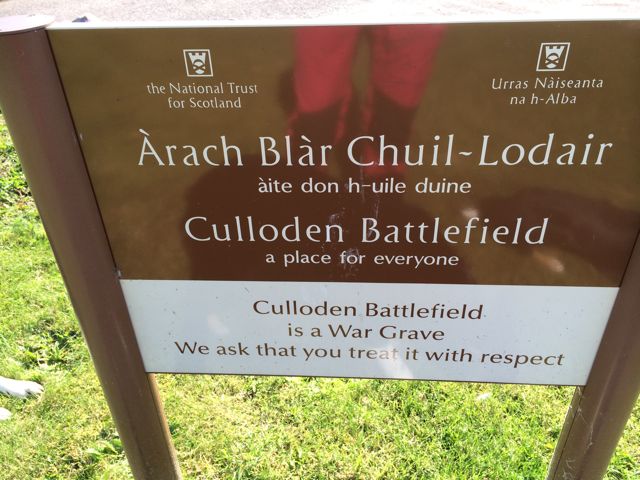 the National Trust
for Scotland
Urras Nàiseanta
na h-Alba
Àrach Blàr Chuil-Lodair
àite don h-uile duine
Culloden Battlefield
a place for everyone
Culloden Battlefield
is a War Grave
We ask that you treat it with respect